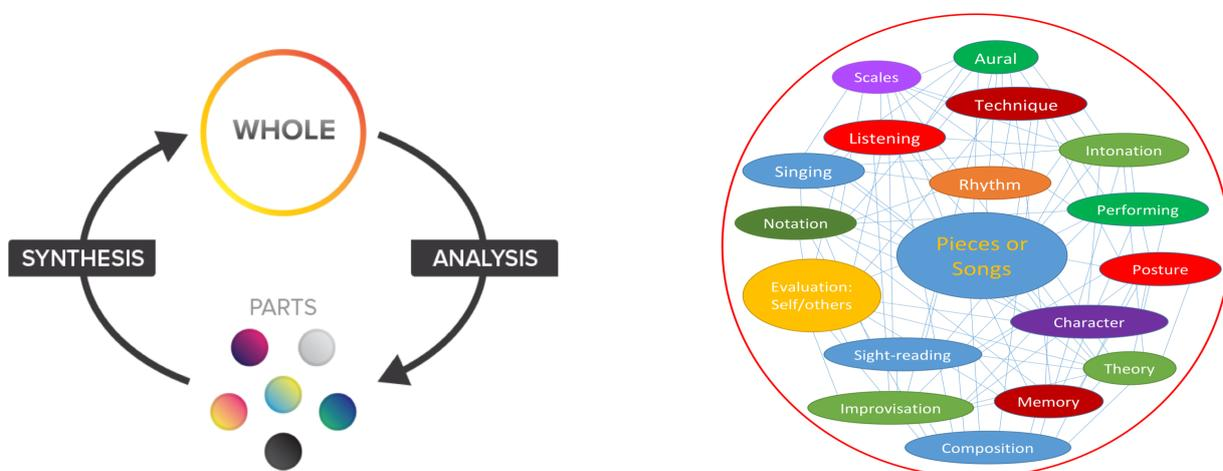 WHOLE
SYNTHESIS
ANALYSIS
PARTS
Aural
Scales
Technique
Listening
Intonation
Singing
Rhythm
Performing
Notation
Pieces or
Songs
Posture
Evaluation:
Self/others
Character
Sight-reading
Theory
Memory
Improvisation
Composition